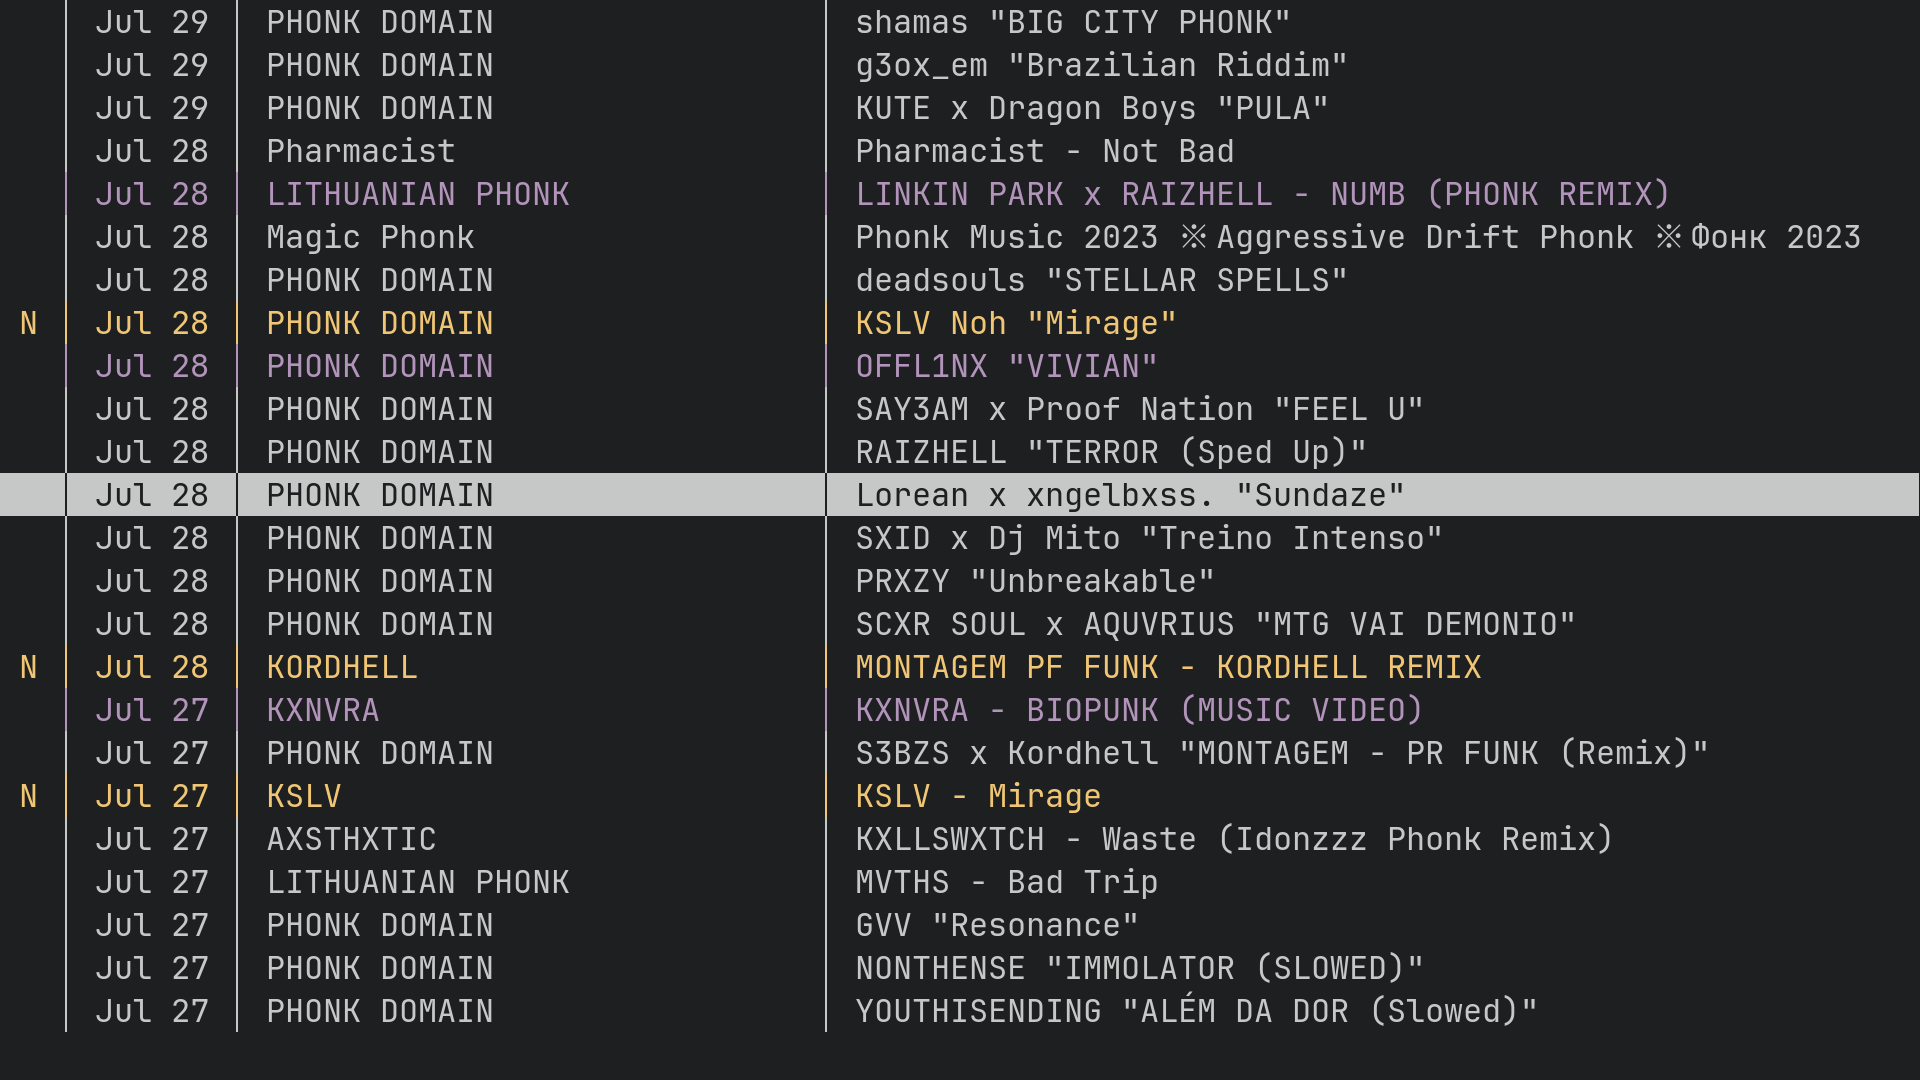 Jul 29 PHONK DOMAIN shamas "BIG CITY PHONK"
Jul 29 PHONK DOMAIN g3ox_em "Brazilian Riddim"
Jul 29 PHONK DOMAIN KUTE x Dragon Boys "PULA"
Jul 28 Pharmacist Pharmacist - Not Bad
Jul 28 LITHUANIAN PHONK LINKIN PARK x RAIZHELL - NUMB (PHONK REMIX)
Jul 28 Magic Phonk Phonk Music 2023 ※Aggressive Drift Phonk ※Фонк 2023
Jul 28 PHONK DOMAIN deadsouls "STELLAR SPELLS"
N Jul 28 PHONK DOMAIN KSLV Noh "Mirage"
Jul 28 PHONK DOMAIN OFFL1NX "VIVIAN"
Jul 28 PHONK DOMAIN SAY3AM x Proof Nation "FEEL U"
Jul 28 PHONK DOMAIN RAIZHELL "TERROR (Sped Up)"
Jul 28 PHONK DOMAIN Lorean x xngelbxss. "Sundaze"
Jul 28 PHONK DOMAIN SXID x Dj Mito "Treino Intenso"
Jul 28 PHONK DOMAIN PRXZY "Unbreakable"
Jul 28 PHONK DOMAIN SCXR SOUL x AQUVRIUS "MTG VAI DEMONIO"
N Jul 28 KORDHELL MONTAGEM PF FUNK - KORDHELL REMIX
Jul 27 KXNVRA KXNVRA - BIOPUNK (MUSIC VIDEO)
Jul 27 PHONK DOMAIN S3BZS x Kordhell "MONTAGEM - PR FUNK (Remix)"
N Jul 27 KSLV KSLV - Mirage
Jul 27 AXSTHXTIC KXLLSWXTCH - Waste (Idonzzz Phonk Remix)
Jul 27 LITHUANIAN PHONK MVTHS - Bad Trip
Jul 27 PHONK DOMAIN GVV "Resonance"
Jul 27 PHONK DOMAIN NONTHENSE "IMMOLATOR (SLOWED)"
Jul 27 PHONK DOMAIN YOUTHISENDING "ALÉM DA DOR (Slowed)"